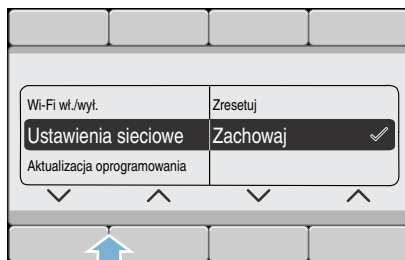 Wi-Fi wł./wył.
Zresetuj
Ustawienia sieciowe
Zachowaj
Aktualizacja oprogramowania